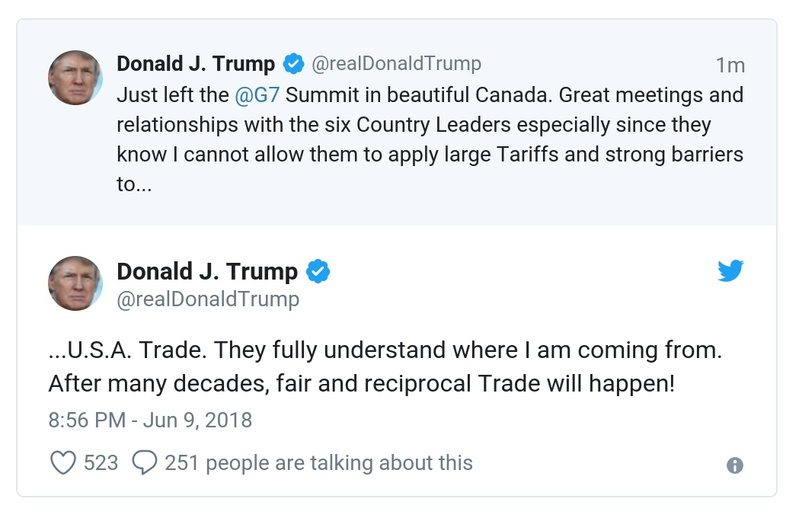 Donald J. Trump @realDonaldTrump 1m
Just left the @G7 Summit in beautiful Canada. Great meetings and
relationships with the six Country Leaders especially since they
know I cannot allow them to apply large Tariffs and strong barriers
to...
Donald J. Trump
@realDonaldTrump
...U.S.A. Trade. They fully understand where I am coming from.
After many decades, fair and reciprocal Trade will happen!
8:56 PM - Jun 9, 2018
523 251 people are talking about this